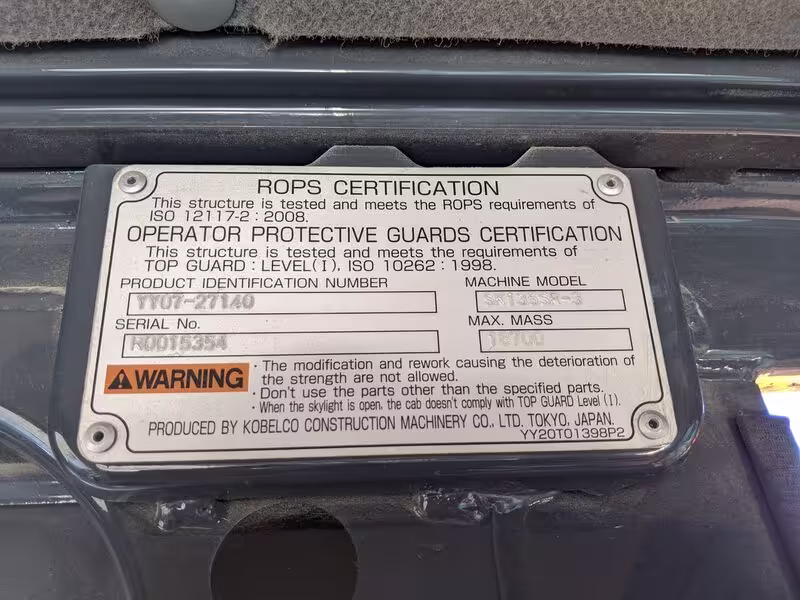 ROPS CERTIFICATION
This structure is tested and meets the ROPS requirements of
ISO 12117-2 : 2008.
OPERATOR PROTECTIVE GUARDS CERTIFICATION
This structure is tested and meets the requirements of
TOP GUARD : LEVEL(I), ISO 10262 : 1998.
PRODUCT IDENTIFICATION NUMBER
YY07-27140
MACHINE MODEL
SERIAL No.
R0015354
MAX. MASS
WARNING
· The modification and rework causing the deterioration of
the strength are not allowed.
· Don't use the parts other than the specified parts.
· When the skylight is open, the cab doesn't comply with TOP GUARD Level (I).
PRODUCED BY KOBELCO CONSTRUCTION MACHINERY CO., LTD. TOKYO, JAPAN.
YY20T01398P2